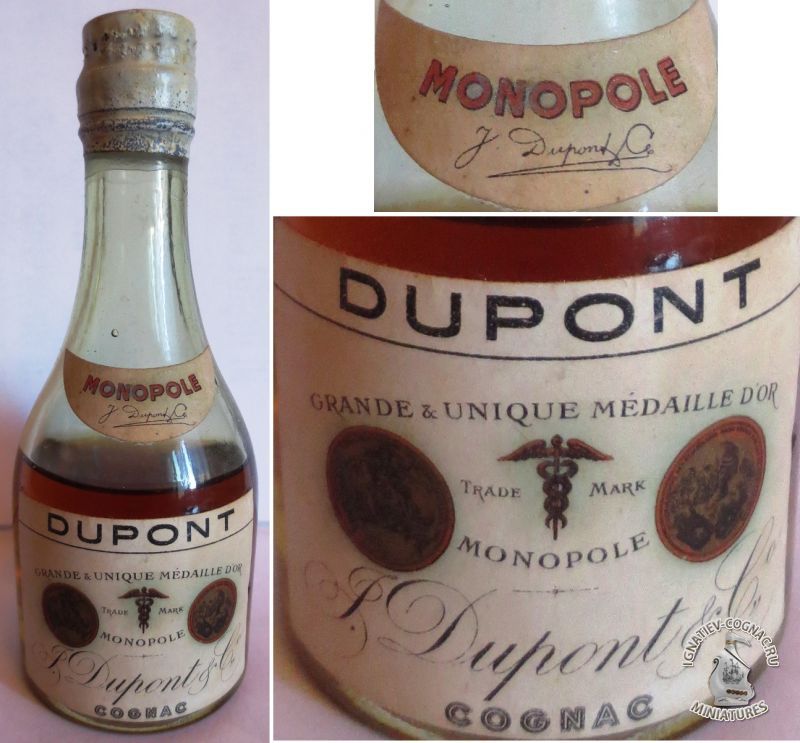 MONOPOLE
J. Dupont & Co
DUPONT
GRANDE & UNIQUE MÉDAILLE D'OR
TRADE MARK
MONOPOLE
J. Dupont & Co
COGNAC
MONOPOLE
J. Dupont & Co
DUPONT
GRANDE & UNIQUE MÉDAILLE D'OR
TRADE MARK
MONOPOLE
J. Dupont & Co
COGNAC
IGNATIEV-COGNAC.RU
MINIATURES